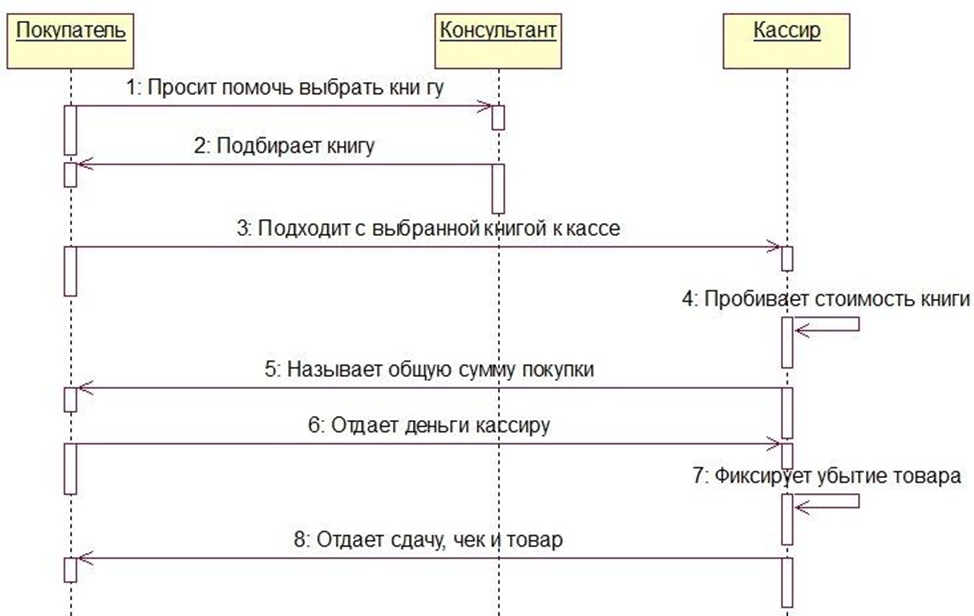 Покупатель
Консультант
Кассир
1: Просит помочь выбрать кни гу
2: Подбирает книгу
3: Подходит с выбранной книгой к кассе
4: Пробивает стоимость книги
5: Называет общую сумму покупки
6: Отдает деньги кассиру
7: Фиксирует убытие товара
8: Отдает сдачу, чек и товар